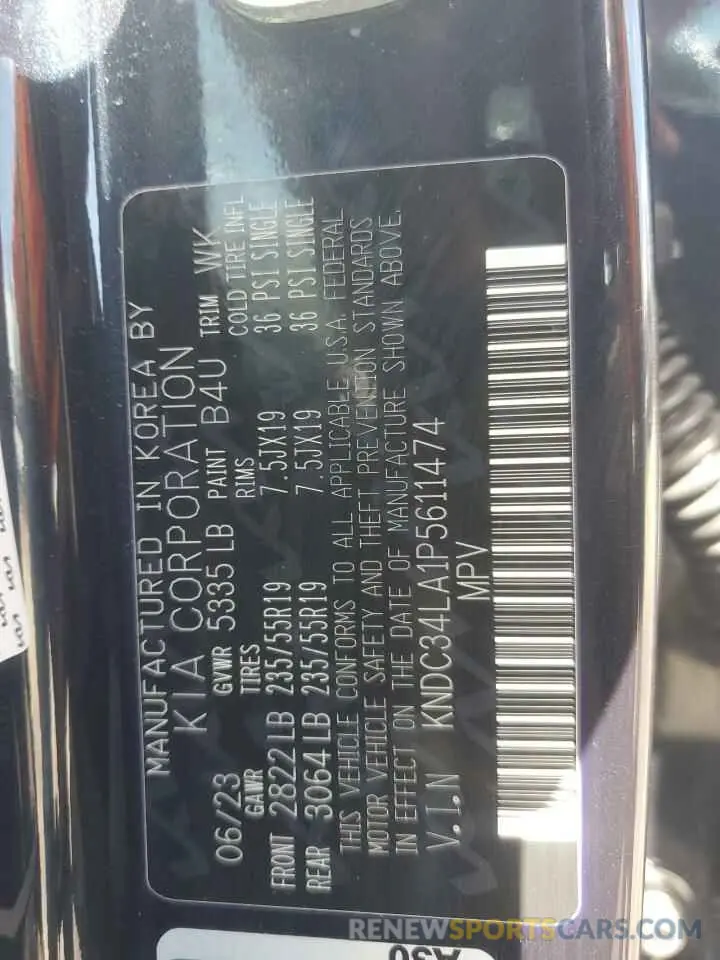 MANUFACTURED IN KOREA BY
KIA CORPORATION
06/23 GVWR 5335 LB PAINT B4U TRIM WK
GAWR TIRES RIMS COLD TIRE INFL
FRONT 2822 LB 235/55R19 7.5JX19 36 PSI SINGLE
REAR 3064 LB 235/55R19 7.5JX19 36 PSI SINGLE
THIS VEHICLE CONFORMS TO ALL APPLICABLE U.S.A. FEDERAL
MOTOR VEHICLE SAFETY AND THEFT PREVENTION STANDARDS
IN EFFECT ON THE DATE OF MANUFACTURE SHOWN ABOVE.
V.I.N KNDC34LA1P5611474
MPV
A30
RENEWSPORTSCARS.COM